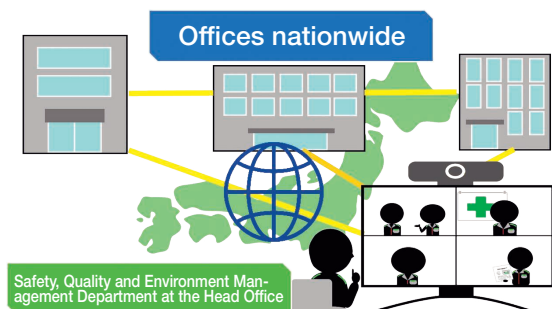 Offices nationwide
Safety, Quality and Environment Man-
agement Department at the Head Office